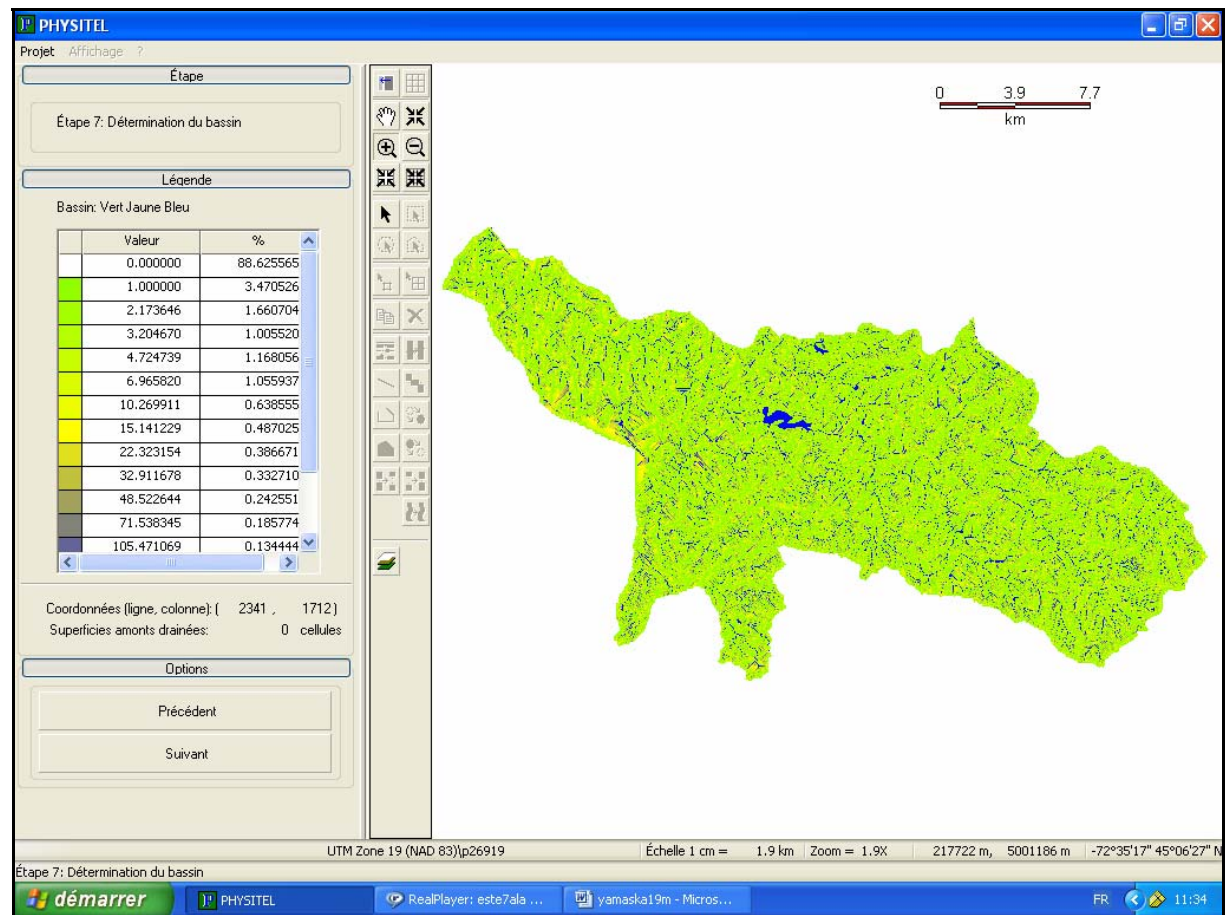 PHYSITEL
Projet Affichage ?
Étape
Étape 7: Détermination du bassin
Légende
Bassin: Vert Jaune Bleu
Valeur %
0.000000 88.625565
1.000000 3.470526
2.173646 1.660704
3.204670 1.005520
4.724739 1.168056
6.965820 1.055937
10.269911 0.638555
15.141229 0.487025
22.323154 0.386671
32.911678 0.332710
48.522644 0.242551
71.538345 0.185774
105.471069 0.134444
Coordonnées (ligne, colonne): ( 2341 , 1712)
Superficies amonts drainées: 0 cellules
Options
Précédent
Suivant
0 3.9 7.7
km
UTM Zone 19 (NAD 83)\p26919 Échelle 1 cm = 1.9 km Zoom = 1.9X 217722 m, 5001186 m -72°35'17" 45°06'27" N
Étape 7: Détermination du bassin
démarrer PHYSITEL RealPlayer: este7ala ... yamaska19m - Micros... FR 11:34